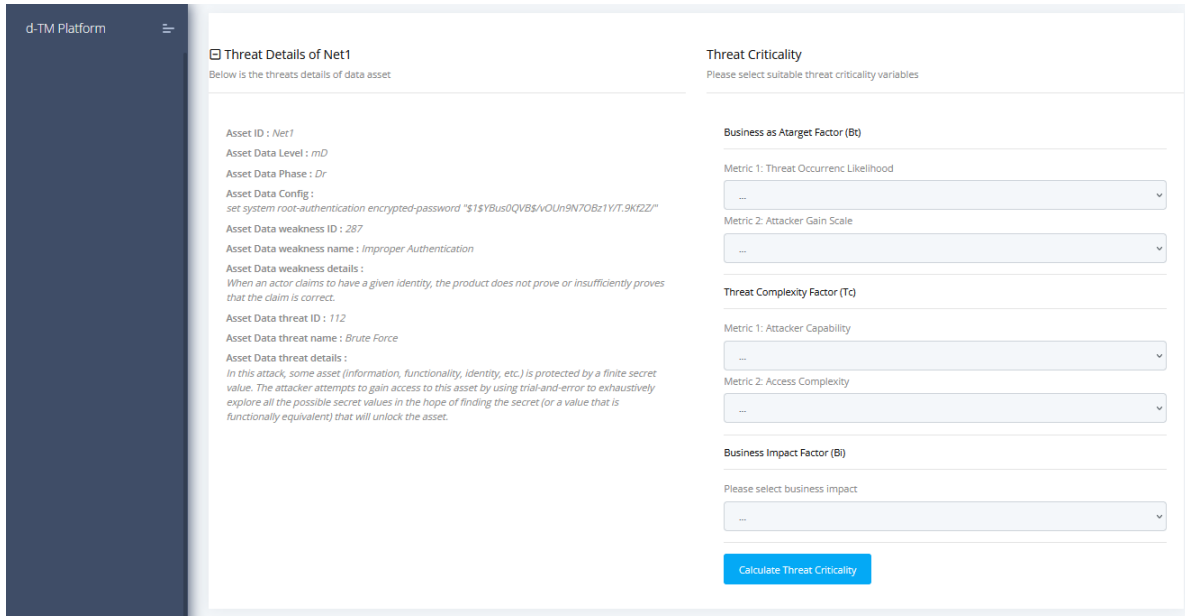 d-TM Platform
Threat Details of Net1
Below is the threats details of data asset
Asset ID : Net1
Asset Data Level : mD
Asset Data Phase : Dr
Asset Data Config :
set system root-authentication encrypted-password "$1$YBus0QVB$/vOUn9N7OBz1Y/T.9Kf2Z/"
Asset Data weakness ID : 287
Asset Data weakness name : Improper Authentication
Asset Data weakness details :
When an actor claims to have a given identity, the product does not prove or insufficiently proves
that the claim is correct.
Asset Data threat ID : 112
Asset Data threat name : Brute Force
Asset Data threat details :
In this attack, some asset (information, functionality, identity, etc.) is protected by a finite secret
value. The attacker attempts to gain access to this asset by using trial-and-error to exhaustively
explore all the possible secret values in the hope of finding the secret (or a value that is
functionally equivalent) that will unlock the asset.
Threat Criticality
Please select suitable threat criticality variables
Business as Atarget Factor (Bt)
Metric 1: Threat Occurrenc Likelihood
...
Metric 2: Attacker Gain Scale
...
Threat Complexity Factor (Tc)
Metric 1: Attacker Capability
...
Metric 2: Access Complexity
...
Business Impact Factor (Bi)
Please select business impact
...
Calculate Threat Criticality